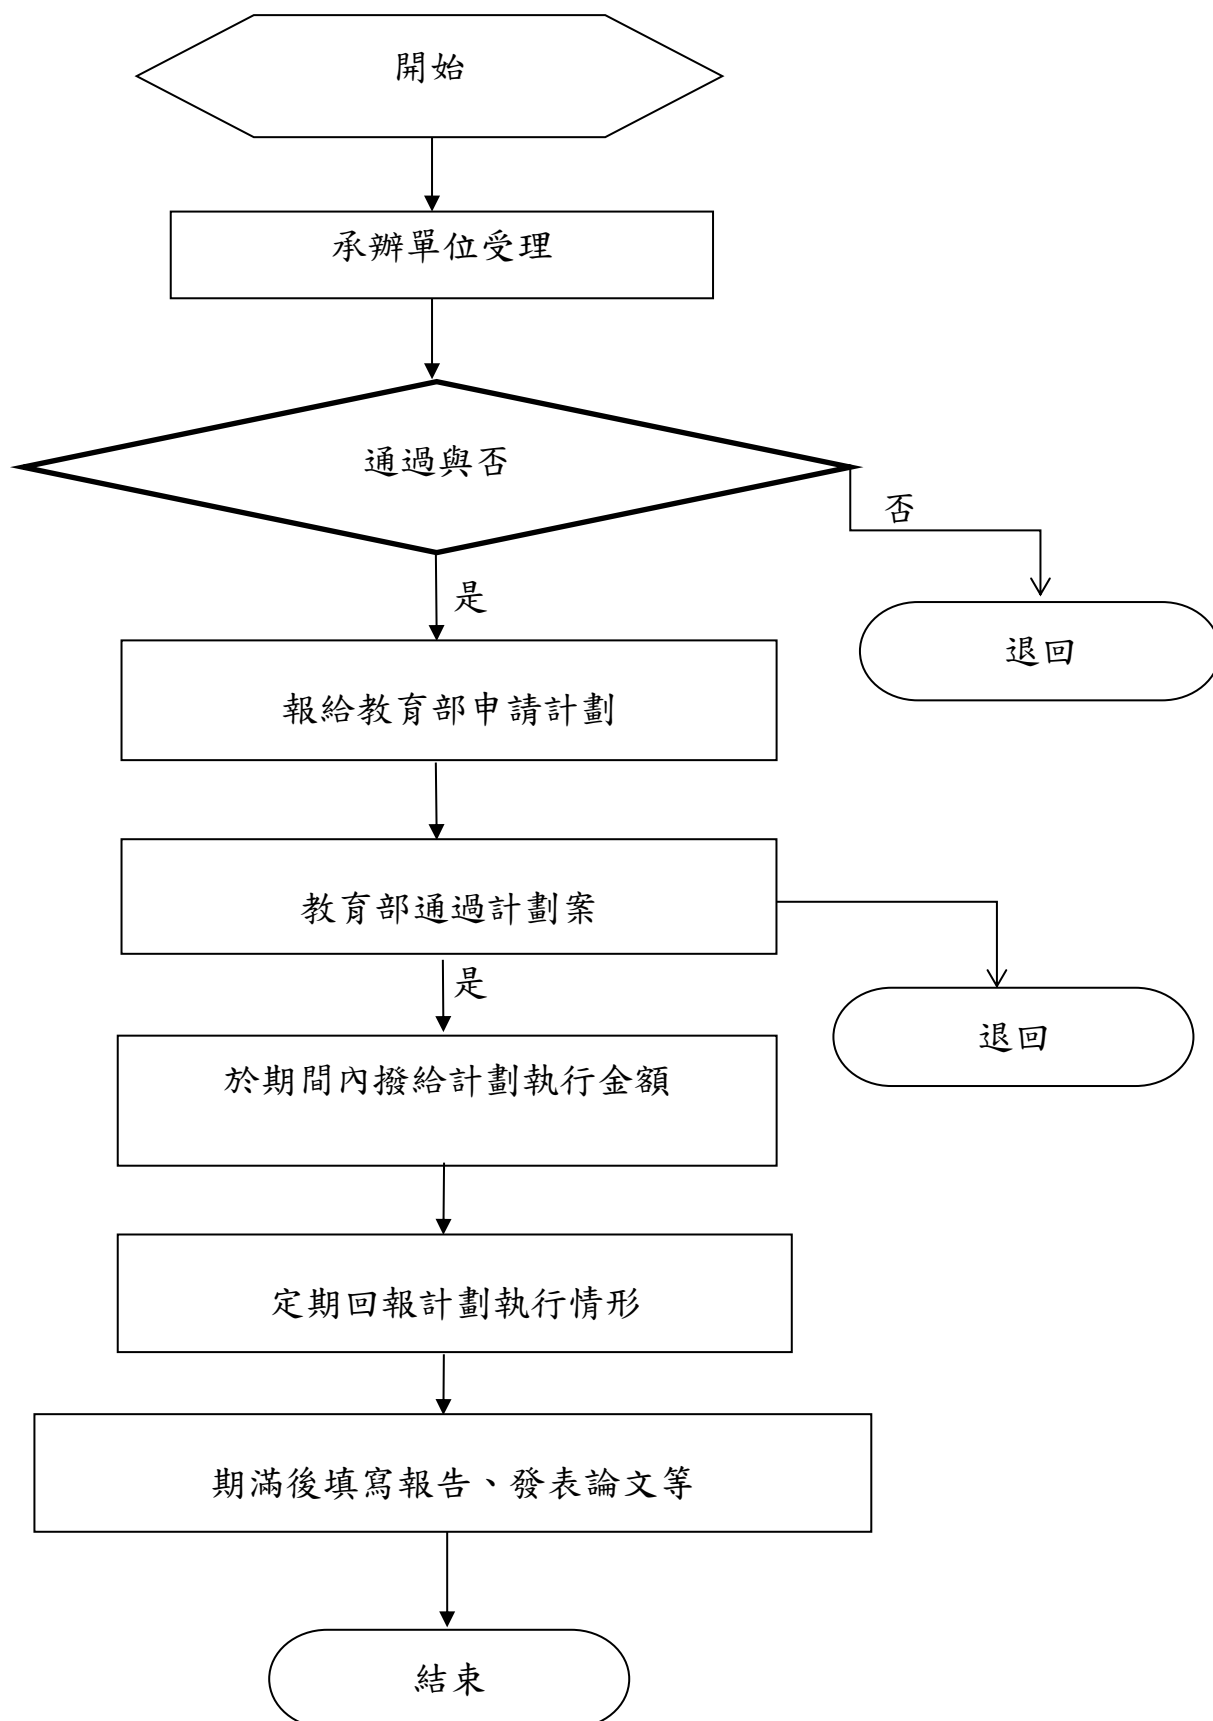 開始
承辦單位受理
通過與否
否
是
退回
報給教育部申請計劃
教育部通過計劃案
是
退回
於期間內撥給計劃執行金額
定期回報計劃執行情形
期滿後填寫報告、發表論文等
結束